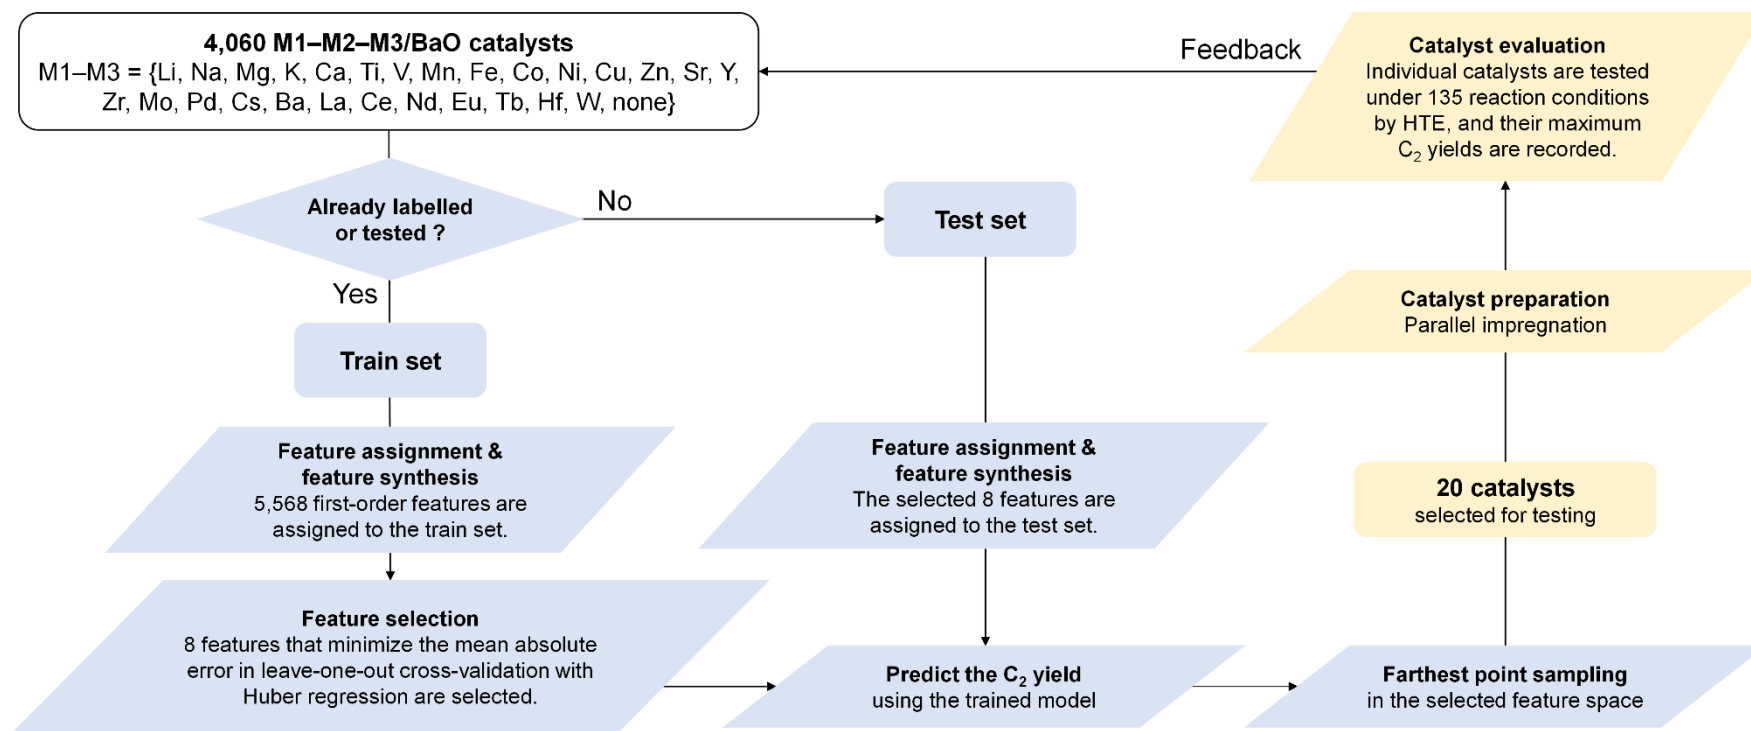 4,060 M1–M2–M3/BaO catalysts
M1–M3 = {Li, Na, Mg, K, Ca, Ti, V, Mn, Fe, Co, Ni, Cu, Zn, Sr, Y,
Zr, Mo, Pd, Cs, Ba, La, Ce, Nd, Eu, Tb, Hf, W, none}
Already labelled
or tested ?
No
Yes
Train set
Feature assignment &
feature synthesis
5,568 first-order features are
assigned to the train set.
Feature selection
8 features that minimize the mean absolute
error in leave-one-out cross-validation with
Huber regression are selected.
Test set
Feature assignment &
feature synthesis
The selected 8 features are
assigned to the test set.
Predict the C₂ yield
using the trained model
Farthest point sampling
in the selected feature space
20 catalysts
selected for testing
Catalyst preparation
Parallel impregnation
Catalyst evaluation
Individual catalysts are tested
under 135 reaction conditions
by HTE, and their maximum
C₂ yields are recorded.
Feedback